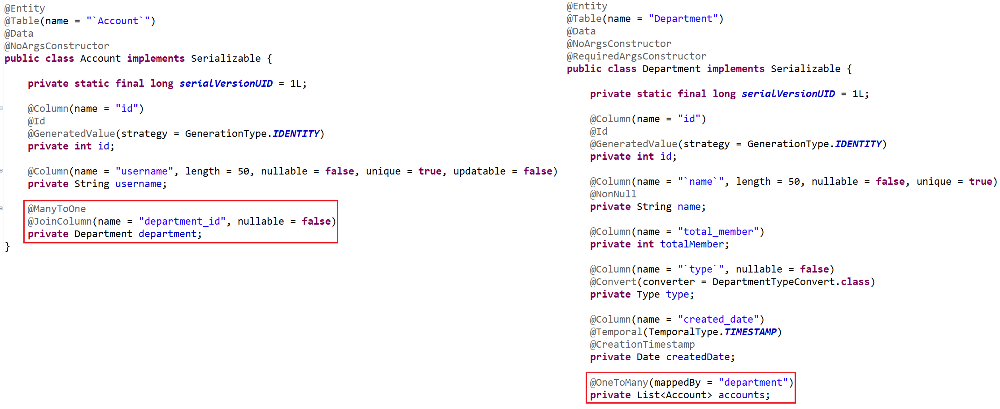 @Entity
@Table(name = "`Account`")
@Data
@NoArgsConstructor
public class Account implements Serializable {
private static final long serialVersionUID = 1L;
@Column(name = "id")
@Id
@GeneratedValue(strategy = GenerationType.IDENTITY)
private int id;
@Column(name = "username", length = 50, nullable = false, unique = true, updatable = false)
private String username;
@ManyToOne
@JoinColumn(name = "department_id", nullable = false)
private Department department;
}
@Entity
@Table(name = "Department")
@Data
@NoArgsConstructor
@RequiredArgsConstructor
public class Department implements Serializable {
private static final long serialVersionUID = 1L;
@Column(name = "id")
@Id
@GeneratedValue(strategy = GenerationType.IDENTITY)
private int id;
@Column(name = "`name`", length = 50, nullable = false, unique = true)
@NonNull
private String name;
@Column(name = "total_member")
private int totalMember;
@Column(name = "`type`", nullable = false)
@Convert(converter = DepartmentTypeConvert.class)
private Type type;
@Column(name = "created_date")
@Temporal(TemporalType.TIMESTAMP)
@CreationTimestamp
private Date createdDate;
@OneToMany(mappedBy = "department")
private List<Account> accounts;